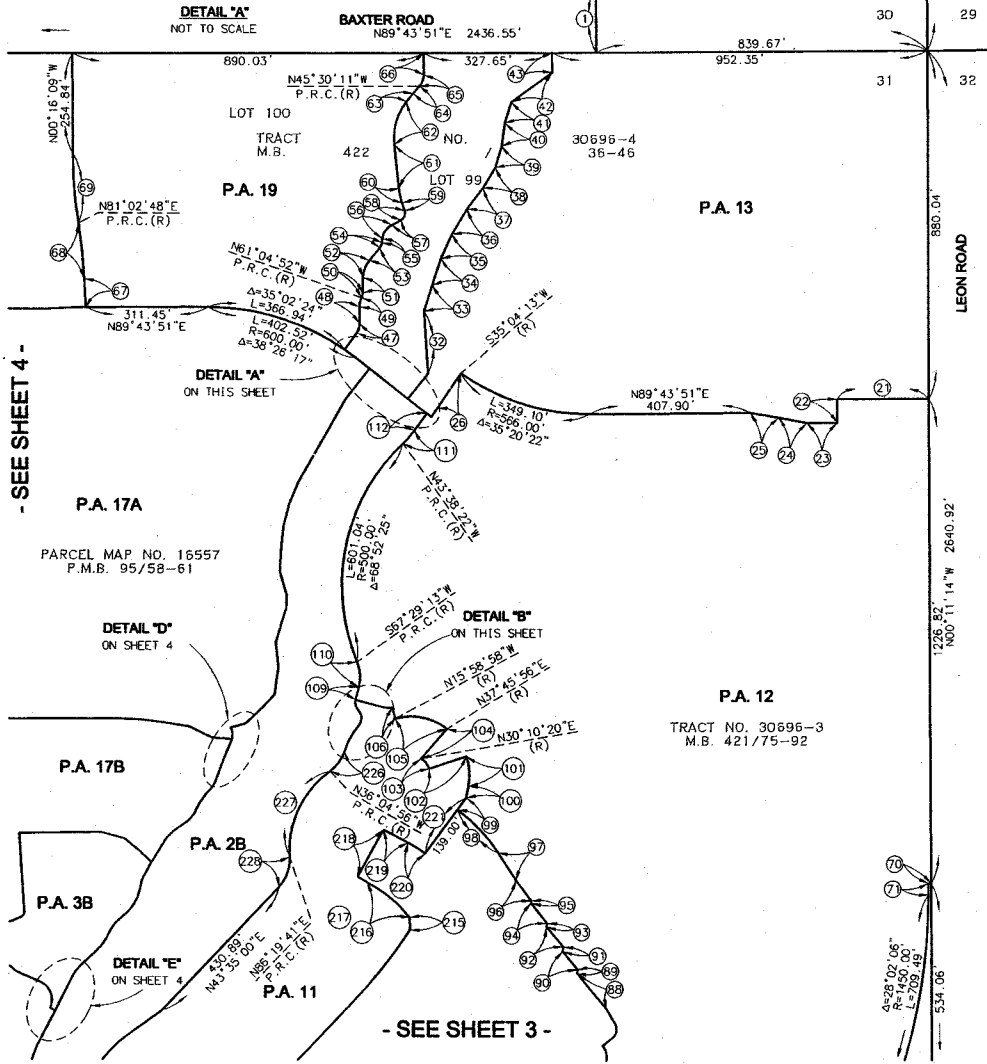 DETAIL "A"
NOT TO SCALE
BAXTER ROAD
N89°43'51"E 2436.55'
1
30
29
890.03'
327.65'
839.67'
952.35'
31
32
N00°16'09"W
254.84'
N45°30'11"W
P.R.C.(R)
66
65
64
63
62
43
42
41
40
39
38
37
36
35
34
33
32
LOT 100
TRACT NO. 30696-4
M.B. 422 / 36-46
LOT 99
P.A. 19
P.A. 13
69
N81°02'48"E
P.R.C.(R)
68
67
61
60
59
58
57
56
55
54
53
52
51
50
49
48
47
N61°04'52"W
P.R.C.(R)
880.04'
LEON ROAD
311.45'
N89°43'51"E
Δ=35°02'24"
L=366.94'
L=402.52'
R=600.00'
Δ=38°26'17"
S35°04'13"W
(R)
DETAIL "A"
ON THIS SHEET
- SEE SHEET 4 -
26
L=349.10'
R=566.00'
Δ=35°20'22"
N89°43'51"E
407.90'
21
22
23
24
25
112
111
N43°38'22"W
P.R.C.(R)
P.A. 17A
PARCEL MAP NO. 16557
P.M.B. 95/58-61
L=601.04'
R=500.00'
Δ=68°52'25"
1226.82'
N00°11'14"W 2640.92'
DETAIL "D"
ON SHEET 4
S67°29'13"W
P.R.C.(R)
DETAIL "B"
ON THIS SHEET
110
109
N15°58'58"W
(R)
N37°45'56"E
(R)
N30°10'20"E
(R)
106
105
104
103
102
101
100
99
98
P.A. 12
TRACT NO. 30696-3
M.B. 421/75-92
P.A. 17B
226
N36°04'56"W
P.R.C.(R)
227
221
139.00'
218
219
220
P.A. 2B
228
P.A. 3B
97
96
95
94
93
92
91
90
89
88
70
71
217
216
215
430.89'
N43°35'00"E
N86°19'41"E
P.R.C.(R)
DETAIL "E"
ON SHEET 4
P.A. 11
Δ=28°02'06"
R=1450.00'
L=709.49'
534.06'
- SEE SHEET 3 -